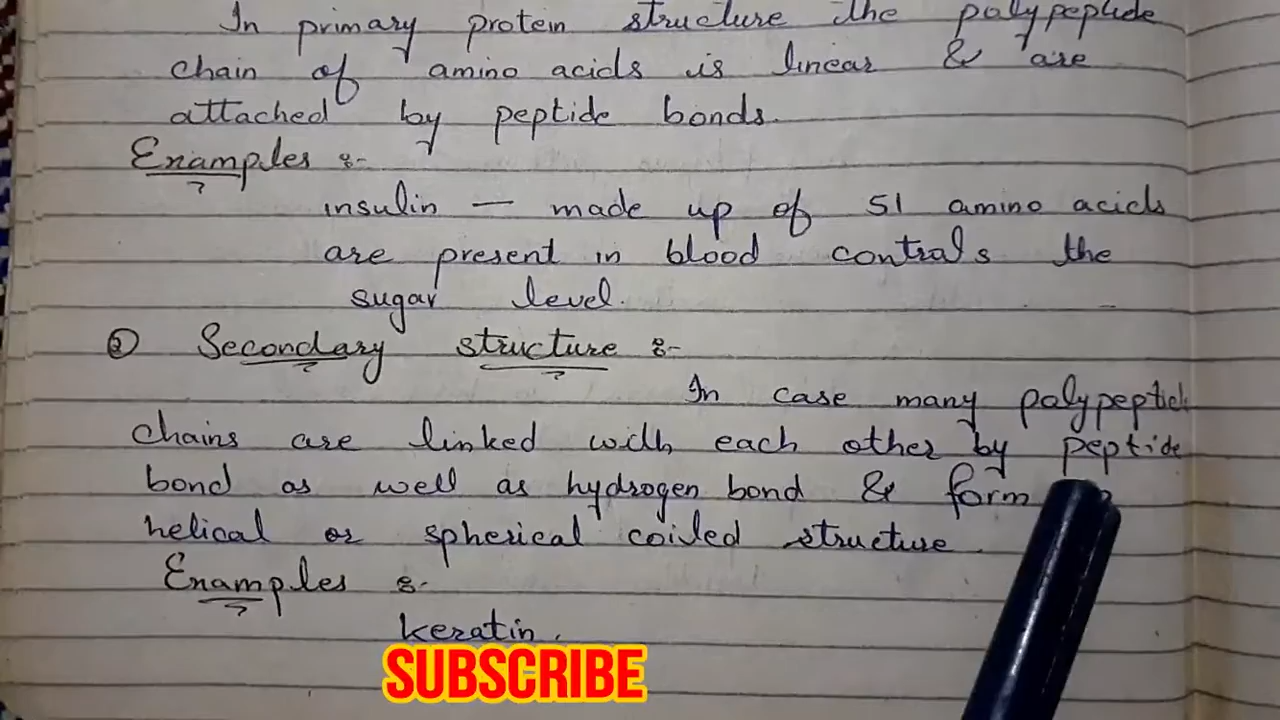 In primary protein structure the polypeptide
chain of amino acids is linear & are
attached by peptide bonds.
Examples :-
insulin — made up of 51 amino acids
are present in blood controls the
sugar level.
② Secondary structure :-
In case many polypeptide
chains are linked with each other by peptide
bond as well as hydrogen bond & form
helical or spherical coiled structure.
Examples :-
keratin.
SUBSCRIBE